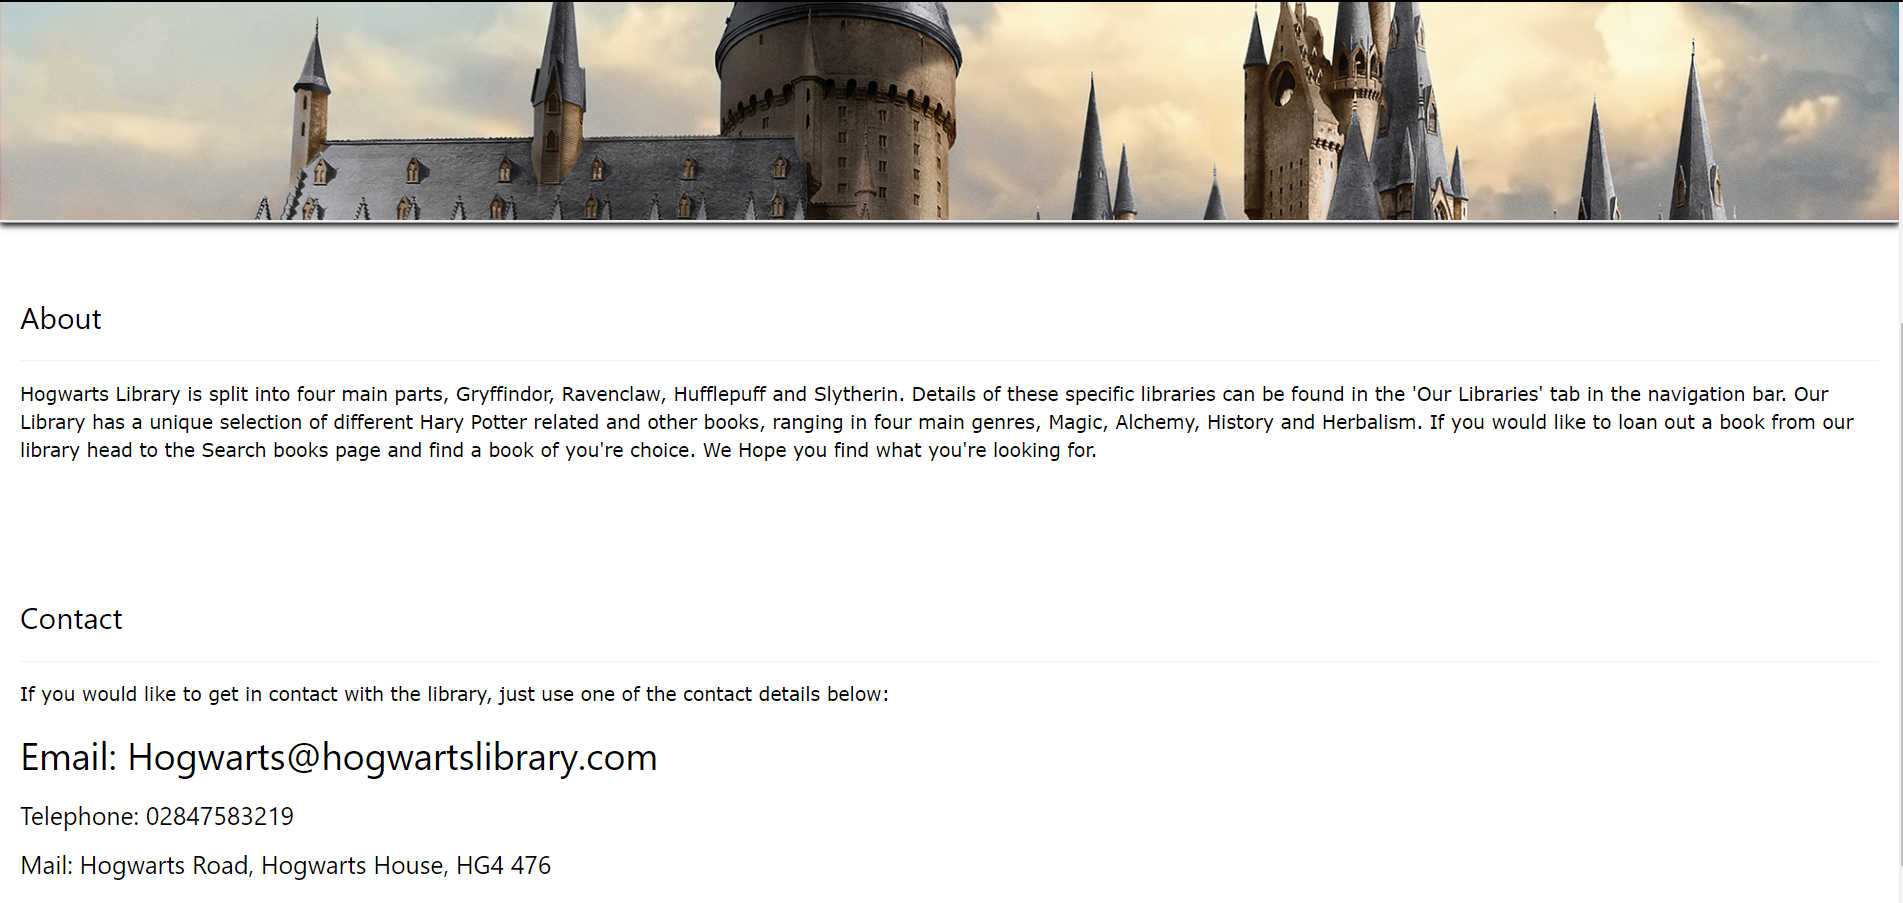 About
Hogwarts Library is split into four main parts, Gryffindor, Ravenclaw, Hufflepuff and Slytherin. Details of these specific libraries can be found in the 'Our Libraries' tab in the navigation bar. Our
Library has a unique selection of different Hary Potter related and other books, ranging in four main genres, Magic, Alchemy, History and Herbalism. If you would like to loan out a book from our
library head to the Search books page and find a book of you're choice. We Hope you find what you're looking for.
Contact
If you would like to get in contact with the library, just use one of the contact details below:
Email: Hogwarts@hogwartslibrary.com
Telephone: 02847583219
Mail: Hogwarts Road, Hogwarts House, HG4 476